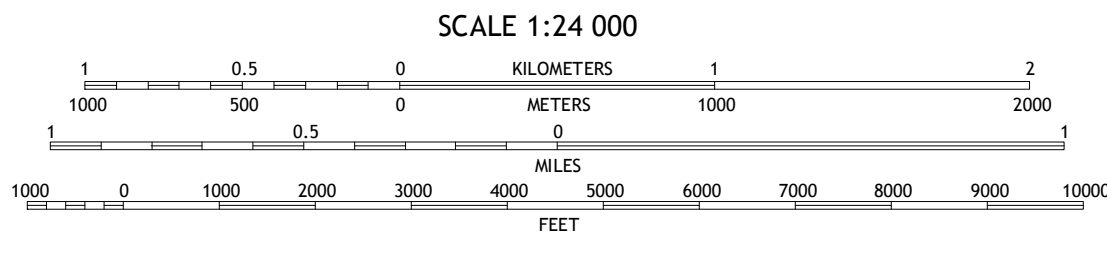 SCALE 1:24 000
1 0.5 0 KILOMETERS 1 2
1000 500 0 METERS 1000 2000
1 0.5 0 1
MILES
1000 0 1000 2000 3000 4000 5000 6000 7000 8000 9000 10000
FEET